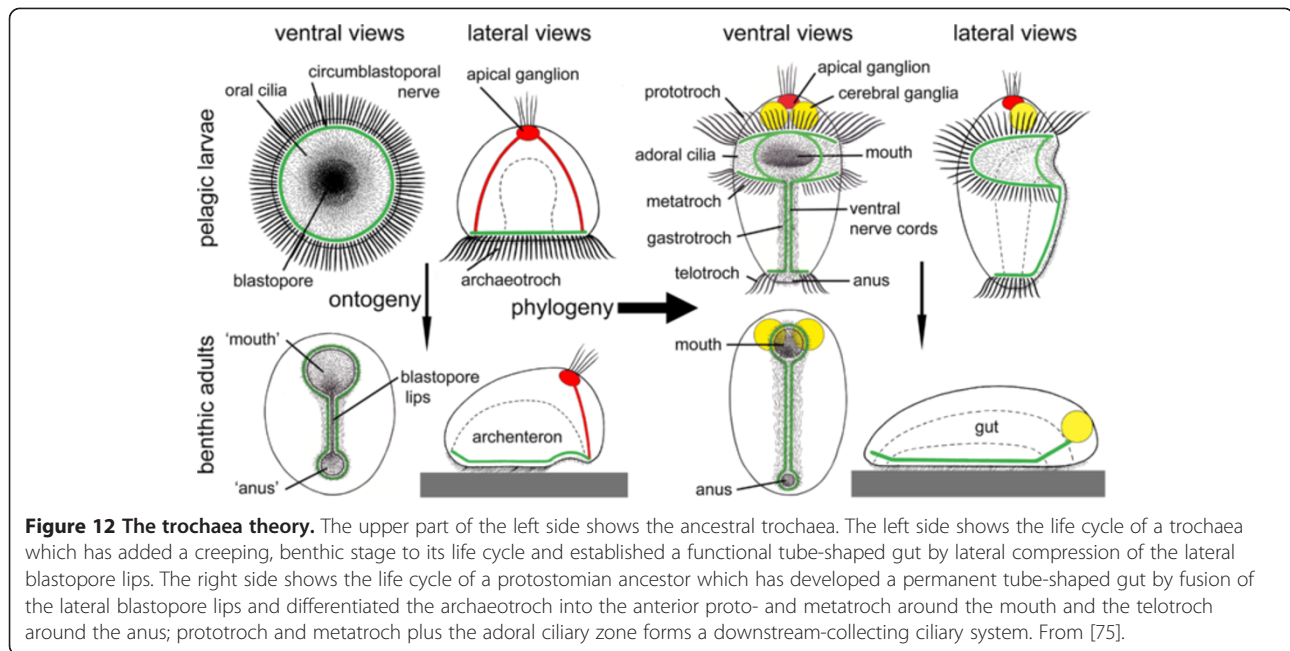 ventral views
lateral views
ventral views
lateral views
pelagic larvae
oral cilia
circumblastoporal
nerve
blastopore
apical ganglion
archaeotroch
prototroch
apical ganglion
cerebral ganglia
adoral cilia
mouth
metatroch
gastrotroch
ventral
nerve cords
telotroch
anus
ontogeny
phylogeny
benthic adults
'mouth'
blastopore
lips
'anus'
archenteron
mouth
anus
gut
Figure 12 The trochaea theory. The upper part of the left side shows the ancestral trochaea. The left side shows the life cycle of a trochaea
which has added a creeping, benthic stage to its life cycle and established a functional tube-shaped gut by lateral compression of the lateral
blastopore lips. The right side shows the life cycle of a protostomian ancestor which has developed a permanent tube-shaped gut by fusion of
the lateral blastopore lips and differentiated the archaeotroch into the anterior proto- and metatroch around the mouth and the telotroch
around the anus; prototroch and metatroch plus the adoral ciliary zone forms a downstream-collecting ciliary system. From [75].